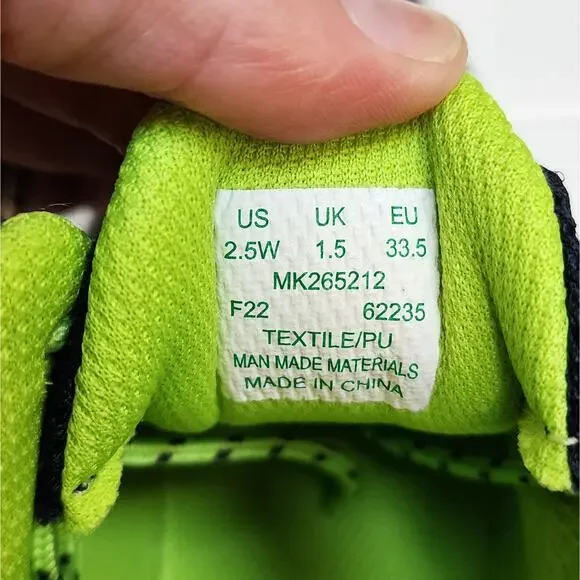 US UK EU
2.5W 1.5 33.5
MK265212
F22 62235
TEXTILE/PU
MAN MADE MATERIALS
MADE IN CHINA